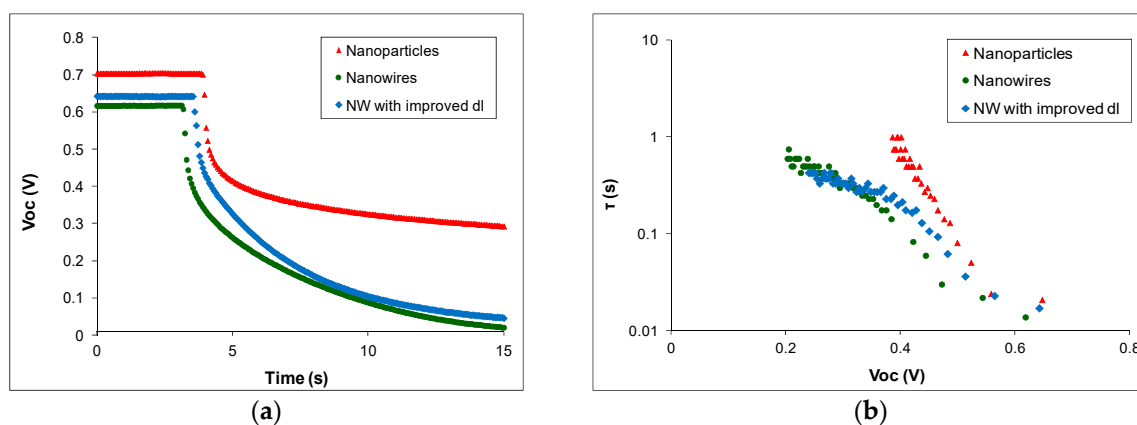 0.8
0.7
0.6
0.5
0.4
0.3
0.2
0.1
0
Voc (V)
0
5
10
15
Time (s)
Nanoparticles
Nanowires
NW with improved dl
(a)
10
1
0.1
0.01
τ (s)
0
0.2
0.4
0.6
0.8
Voc (V)
Nanoparticles
Nanowires
NW with improved dl
(b)